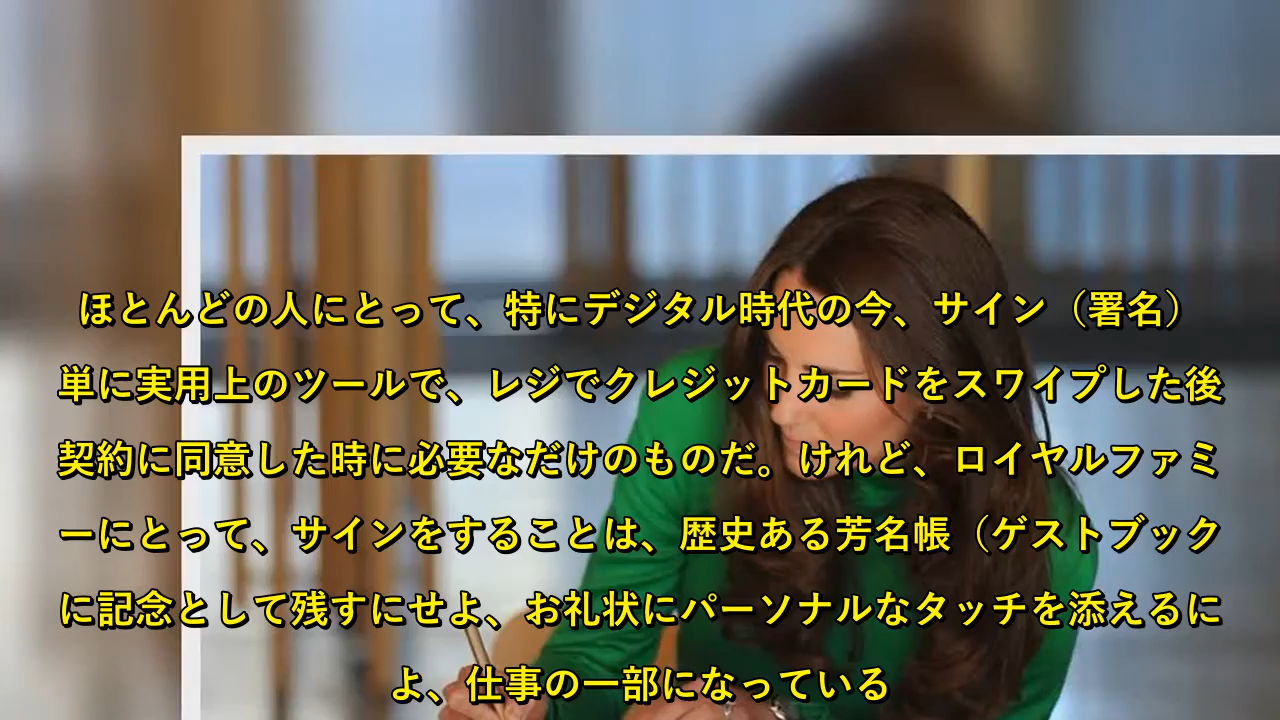 ほとんどの人にとって、特にデジタル時代の今、サイン（署名）
単に実用上のツールで、レジでクレジットカードをスワイプした後
契約に同意した時に必要なだけのものだ。けれど、ロイヤルファミ
ーにとって、サインをすることは、歴史ある芳名帳（ゲストブック
に記念として残すにせよ、お礼状にパーソナルなタッチを添えるに
よ、仕事の一部になっている